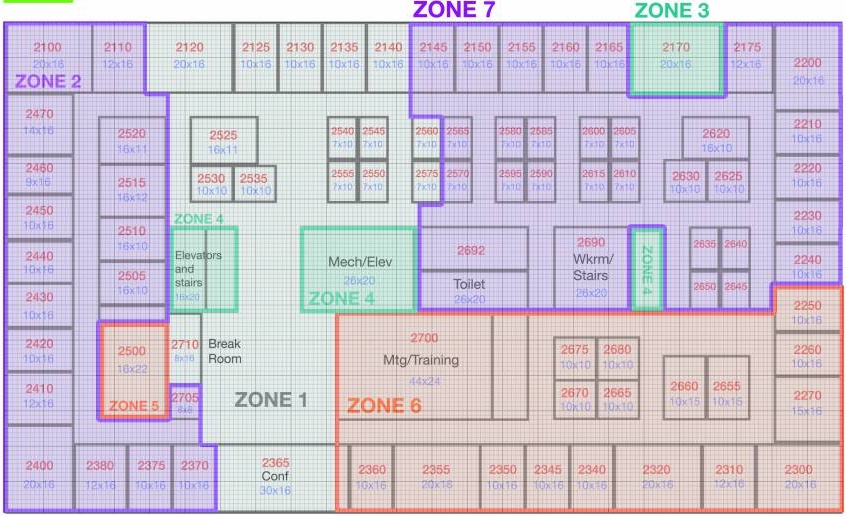 ZONE 7
ZONE 3
2100
20x16
2110
12x16
2120
20x16
2125
10x16
2130
10x16
2135
10x16
2140
10x16
2145
10x16
2150
10x16
2155
10x16
2160
10x16
2165
10x16
2170
20x16
2175
12x16
2200
20x16
ZONE 2
2470
14x16
2520
16x11
2525
16x11
2540
7x10
2545
7x10
2560
7x10
2565
7x10
2580
7x10
2585
7x10
2600
7x10
2605
7x10
2620
16x10
2210
10x16
2460
9x16
2515
16x12
2530
10x10
2535
10x10
2555
7x10
2550
7x10
2575
7x10
2570
7x10
2595
7x10
2590
7x10
2615
7x10
2610
7x10
2630
10x10
2625
10x10
2220
10x16
2450
10x16
2510
16x10
ZONE 4
2230
10x16
2440
10x16
2505
16x10
Elevators
and
stairs
16x20
Mech/Elev
26x20
ZONE 4
2692
Toilet
26x20
2690
Wkrm/
Stairs
26x20
ZONE 4
2635
2640
2650
2645
2240
10x16
2430
10x16
2250
10x16
2420
10x16
2500
16x22
ZONE 5
2710
8x16
Break
Room
2700
Mtg/Training
44x24
2675
10x10
2680
10x10
2260
10x16
2410
12x16
2705
8x8
ZONE 1
ZONE 6
2670
10x10
2665
10x10
2660
10x15
2655
10x15
2270
15x16
2400
20x16
2380
12x16
2375
10x16
2370
10x16
2365
Conf
30x16
2360
10x16
2355
20x16
2350
10x16
2345
10x16
2340
10x16
2320
20x16
2310
12x16
2300
20x16